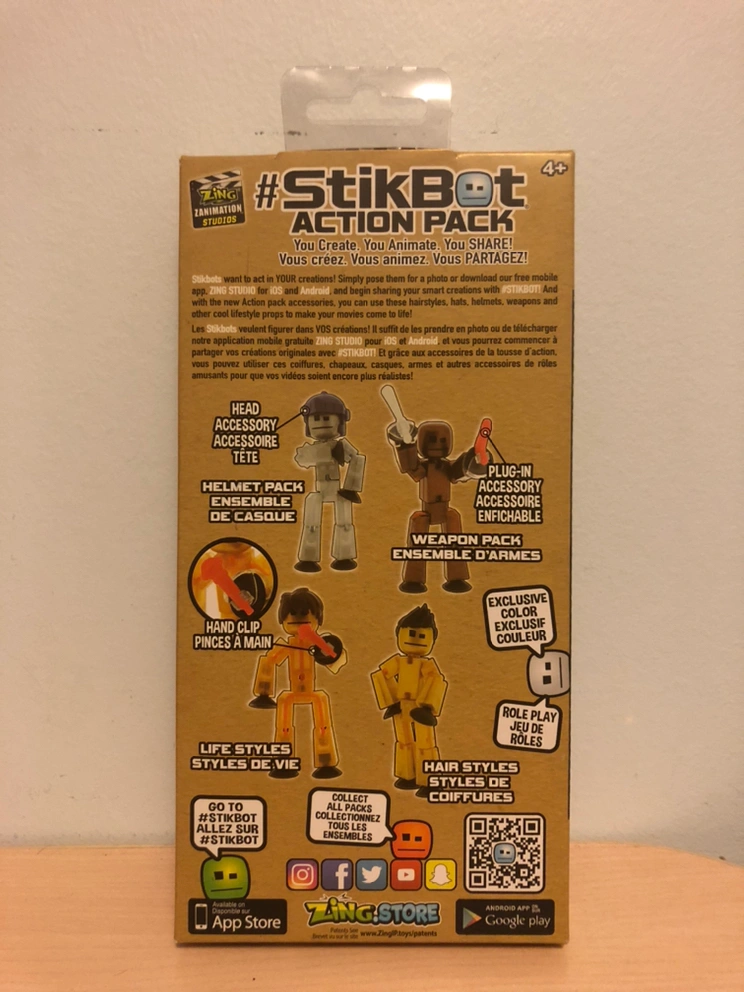 ZING
ZANIMATION
STUDIOS
#StikBot
4+
ACTION PACK
You Create. You Animate. You SHARE!
Vous créez. Vous animez. Vous PARTAGEZ!
Stikbots want to act in YOUR creations! Simply pose them for a photo or download our free mobile
app, ZING STUDIO for iOS and Android, and begin sharing your smart creations with #STIKBOT! And
with the new Action pack accessories, you can use these hairstyles, hats, helmets, weapons and
other cool lifestyle props to make your movies come to life!
Les Stikbots veulent figurer dans VOS créations! Il suffit de les prendre en photo ou de télécharger
notre application mobile gratuite ZING STUDIO pour iOS et Android, et vous pourrez commencer à
partager vos créations originales avec #STIKBOT! Et grâce aux accessoires de la tousse d'action,
vous pouvez utiliser ces coiffures, chapeaux, casques, armes et autres accessoires de rôles
amusants pour que vos vidéos soient encore plus réalistes!
HEAD
ACCESSORY
ACCESSOIRE
TÊTE
HELMET PACK
ENSEMBLE
DE CASQUE
PLUG-IN
ACCESSORY
ACCESSOIRE
ENFICHABLE
WEAPON PACK
ENSEMBLE D'ARMES
HAND CLIP
PINCES À MAIN
EXCLUSIVE
COLOR
EXCLUSIF
COULEUR
ROLE PLAY
JEU DE
RÔLES
LIFE STYLES
STYLES DE VIE
HAIR STYLES
STYLES DE
COIFFURES
GO TO
#STIKBOT
ALLEZ SUR
#STIKBOT
COLLECT
ALL PACKS
COLLECTIONNEZ
TOUS LES
ENSEMBLES
Available on
Disponible sur
App Store
ZING.STORE
Patents See
Brevet vu sur le site
www.ZingIP.toys/patents
ANDROID APP ON
Google play